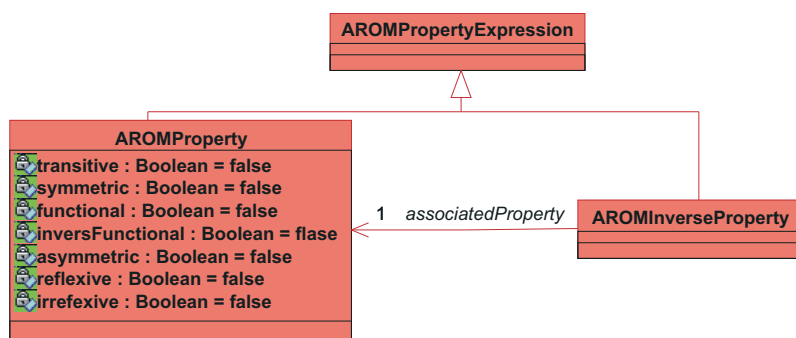 AROMPropertyExpression
AROMProperty
transitive : Boolean = false
symmetric : Boolean = false
functional : Boolean = false
inversFunctional : Boolean = flase
asymmetric : Boolean = false
reflexive : Boolean = false
irrefexive : Boolean = false
1 associatedProperty
AROMInverseProperty